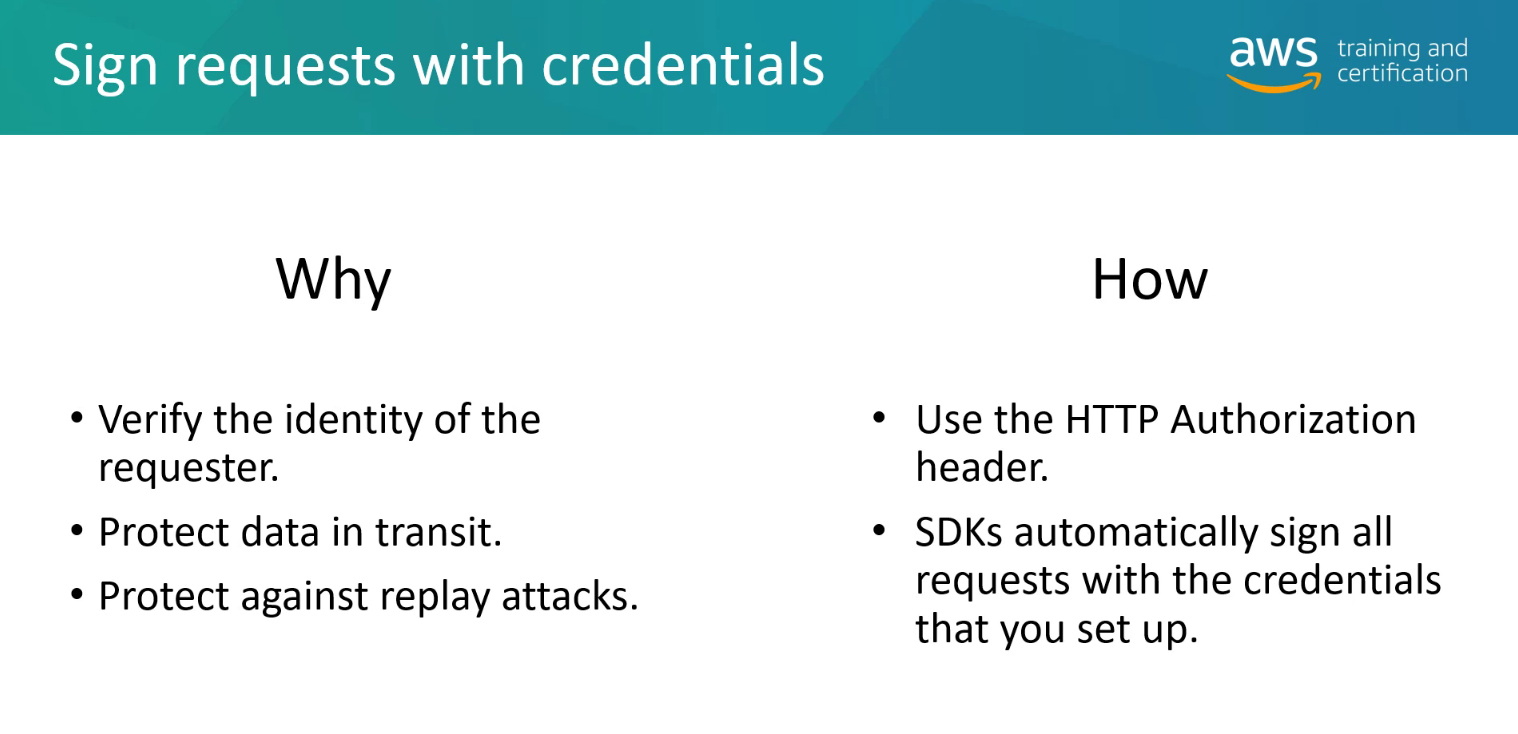 Sign requests with credentials
aws training and
certification
Why
• Verify the identity of the
requester.
• Protect data in transit.
• Protect against replay attacks.
How
• Use the HTTP Authorization
header.
• SDKs automatically sign all
requests with the credentials
that you set up.